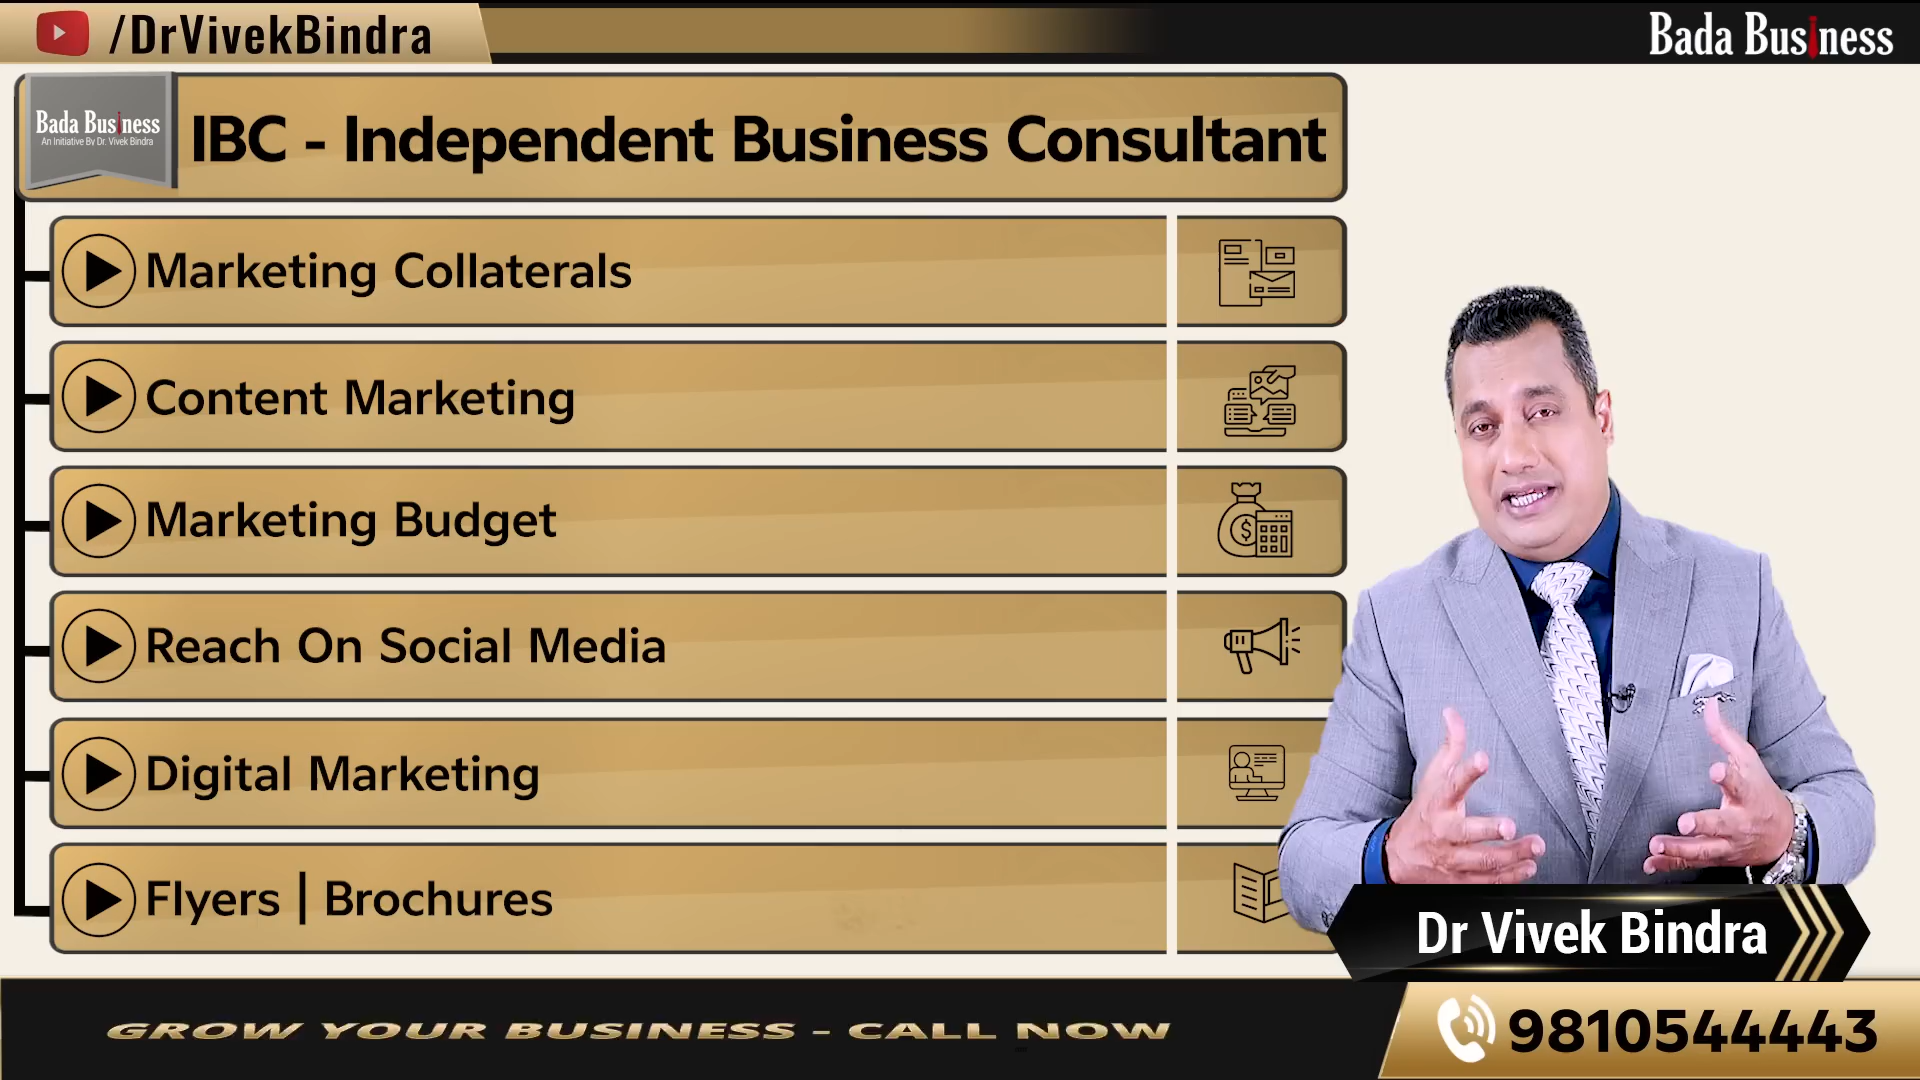 /DrVivekBindra
Bada Business
Bada Business
An Initiative By Dr. Vivek Bindra
IBC - Independent Business Consultant
Marketing Collaterals
Content Marketing
Marketing Budget
Reach On Social Media
Digital Marketing
Flyers | Brochures
Dr Vivek Bindra
GROW YOUR BUSINESS - CALL NOW
9810544443